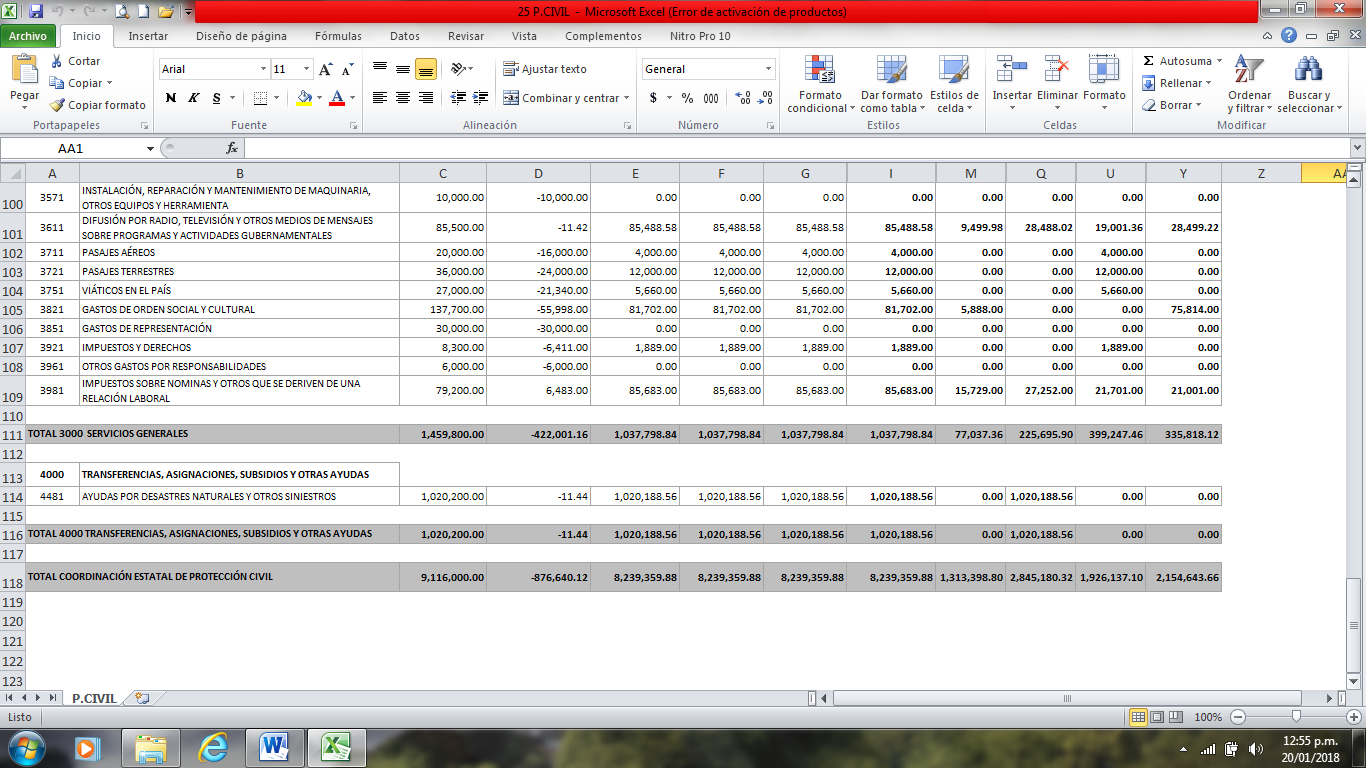 25 P.CIVIL - Microsoft Excel (Error de activación de productos)
Archivo Inicio Insertar Diseño de página Fórmulas Datos Revisar Vista Complementos Nitro Pro 10
Pegar
Cortar
Copiar
Copiar formato
Portapapeles
Arial 11
N K S
Fuente
Ajustar texto
Combinar y centrar
Alineación
General
$ % 000
Número
Formato condicional
Dar formato como tabla
Estilos de celda
Estilos
Insertar Eliminar Formato
Celdas
Autosuma
Rellenar
Borrar
Ordenar y filtrar
Buscar y seleccionar
Modificar
AA1 fx
A B C D E F G I M Q U Y Z AA
100 3571 INSTALACIÓN, REPARACIÓN Y MANTENIMIENTO DE MAQUINARIA, OTROS EQUIPOS Y HERRAMIENTA 10,000.00 -10,000.00 0.00 0.00 0.00 0.00 0.00 0.00 0.00 0.00
101 3611 DIFUSIÓN POR RADIO, TELEVISIÓN Y OTROS MEDIOS DE MENSAJES SOBRE PROGRAMAS Y ACTIVIDADES GUBERNAMENTALES 85,500.00 -11.42 85,488.58 85,488.58 85,488.58 85,488.58 9,499.98 28,488.02 19,001.36 28,499.22
102 3711 PASAJES AÉREOS 20,000.00 -16,000.00 4,000.00 4,000.00 4,000.00 4,000.00 0.00 0.00 4,000.00 0.00
103 3721 PASAJES TERRESTRES 36,000.00 -24,000.00 12,000.00 12,000.00 12,000.00 12,000.00 0.00 0.00 12,000.00 0.00
104 3751 VIÁTICOS EN EL PAÍS 27,000.00 -21,340.00 5,660.00 5,660.00 5,660.00 5,660.00 0.00 0.00 5,660.00 0.00
105 3821 GASTOS DE ORDEN SOCIAL Y CULTURAL 137,700.00 -55,998.00 81,702.00 81,702.00 81,702.00 81,702.00 5,888.00 0.00 0.00 75,814.00
106 3851 GASTOS DE REPRESENTACIÓN 30,000.00 -30,000.00 0.00 0.00 0.00 0.00 0.00 0.00 0.00 0.00
107 3921 IMPUESTOS Y DERECHOS 8,300.00 -6,411.00 1,889.00 1,889.00 1,889.00 1,889.00 0.00 0.00 1,889.00 0.00
108 3961 OTROS GASTOS POR RESPONSABILIDADES 6,000.00 -6,000.00 0.00 0.00 0.00 0.00 0.00 0.00 0.00 0.00
109 3981 IMPUESTOS SOBRE NOMINAS Y OTROS QUE SE DERIVEN DE UNA RELACIÓN LABORAL 79,200.00 6,483.00 85,683.00 85,683.00 85,683.00 85,683.00 15,729.00 27,252.00 21,701.00 21,001.00
110
111 TOTAL 3000 SERVICIOS GENERALES 1,459,800.00 -422,001.16 1,037,798.84 1,037,798.84 1,037,798.84 1,037,798.84 77,037.36 225,695.90 399,247.46 335,818.12
112
113 4000 TRANSFERENCIAS, ASIGNACIONES, SUBSIDIOS Y OTRAS AYUDAS
114 4481 AYUDAS POR DESASTRES NATURALES Y OTROS SINIESTROS 1,020,200.00 -11.44 1,020,188.56 1,020,188.56 1,020,188.56 1,020,188.56 0.00 1,020,188.56 0.00 0.00
115
116 TOTAL 4000 TRANSFERENCIAS, ASIGNACIONES, SUBSIDIOS Y OTRAS AYUDAS 1,020,200.00 -11.44 1,020,188.56 1,020,188.56 1,020,188.56 1,020,188.56 0.00 1,020,188.56 0.00 0.00
117
118 TOTAL COORDINACIÓN ESTATAL DE PROTECCIÓN CIVIL 9,116,000.00 -876,640.12 8,239,359.88 8,239,359.88 8,239,359.88 8,239,359.88 1,313,398.80 2,845,180.32 1,926,137.10 2,154,643.66
119
120
121
122
123
P.CIVIL
Listo 100%
12:55 p.m.
20/01/2018